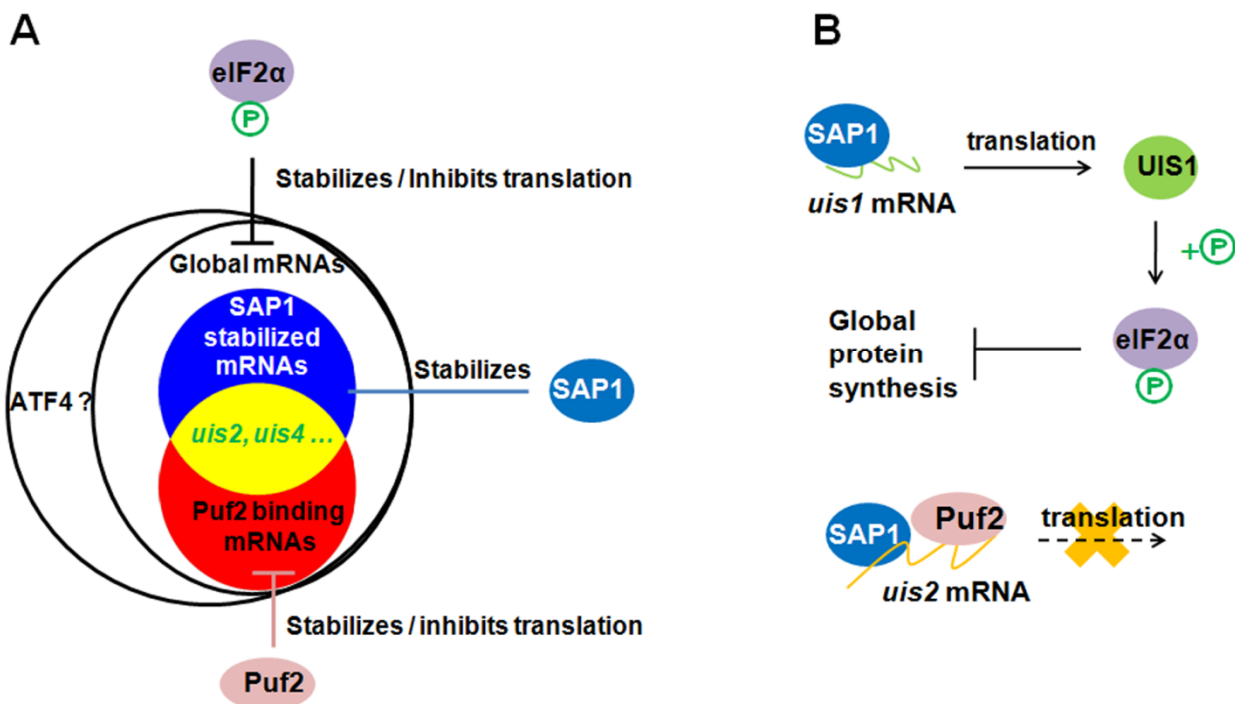 A
eIF2α
P
Stabilizes / Inhibits translation
Global mRNAs
SAP1
stabilized
mRNAs
Stabilizes
SAP1
ATF4 ?
uis2, uis4 ...
Puf2 binding
mRNAs
Stabilizes / inhibits translation
Puf2
B
SAP1
translation
UIS1
uis1 mRNA
+P
Global
protein
synthesis
eIF2α
P
SAP1
Puf2
translation
uis2 mRNA